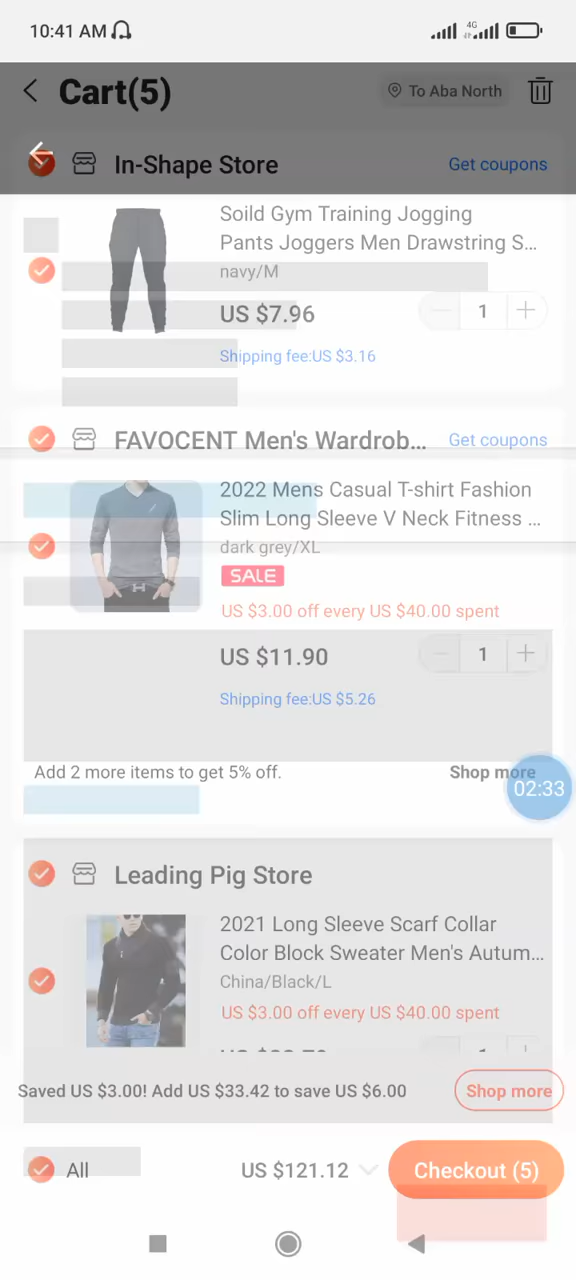 10:41 AM
4G
Cart(5)
To Aba North
In-Shape Store
Get coupons
Soild Gym Training Jogging
Pants Joggers Men Drawstring S...
navy/M
US $7.96
1
Shipping fee:US $3.16
FAVOCENT Men's Wardrob...
Get coupons
2022 Mens Casual T-shirt Fashion
Slim Long Sleeve V Neck Fitness ...
dark grey/XL
SALE
US $3.00 off every US $40.00 spent
US $11.90
1
Shipping fee:US $5.26
Add 2 more items to get 5% off.
Shop more
02:33
Leading Pig Store
2021 Long Sleeve Scarf Collar
Color Block Sweater Men's Autum...
China/Black/L
US $3.00 off every US $40.00 spent
Saved US $3.00! Add US $33.42 to save US $6.00
Shop more
All
US $121.12
Checkout (5)